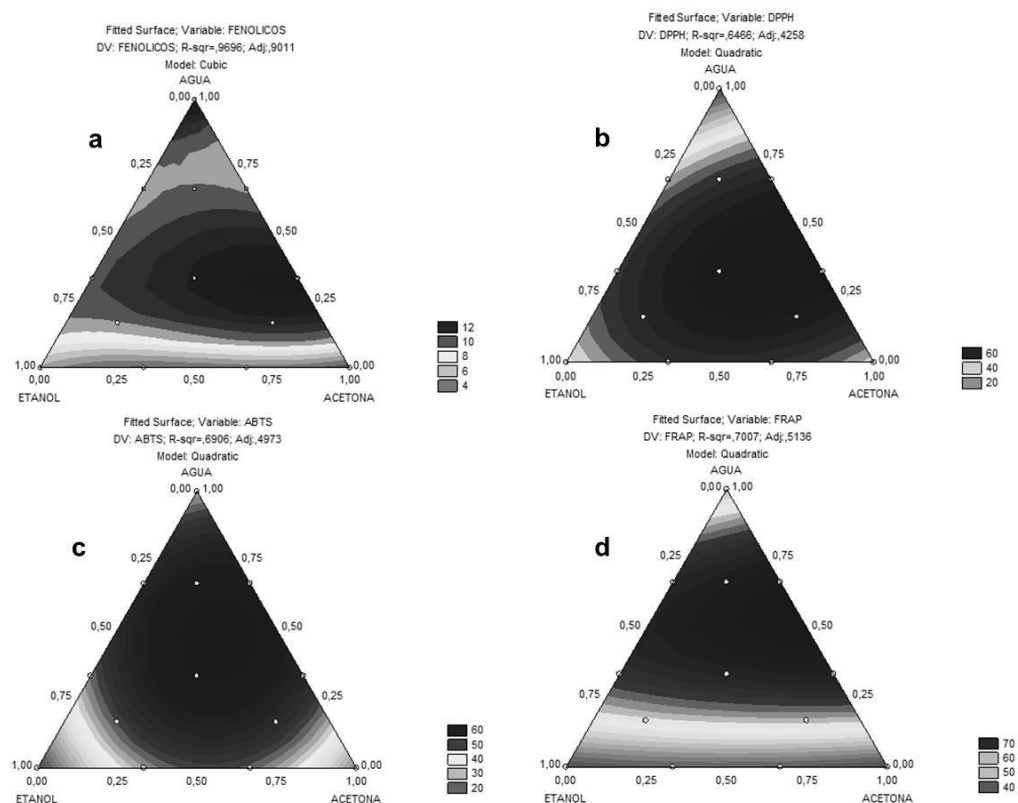 Fitted Surface; Variable: FENOLICOS
DV: FENOLICOS; R-sqr=,9696; Adj:,9011
Model: Cubic
AGUA
0,00 1,00
a
0,25 0,75
0,50 0,50
0,75 0,25
1,00 0,00
0,00 0,25 0,50 0,75 1,00
ETANOL ACETONA
12
10
8
6
4
Fitted Surface; Variable: DPPH
DV: DPPH; R-sqr=,6466; Adj:,4258
Model: Quadratic
AGUA
0,00 1,00
b
0,25 0,75
0,50 0,50
0,75 0,25
1,00 0,00
0,00 0,25 0,50 0,75 1,00
ETANOL ACETONA
60
40
20
Fitted Surface; Variable: ABTS
DV: ABTS; R-sqr=,6906; Adj:,4973
Model: Quadratic
AGUA
0,00 1,00
c
0,25 0,75
0,50 0,50
0,75 0,25
1,00 0,00
0,00 0,25 0,50 0,75 1,00
ETANOL ACETONA
60
50
40
30
20
Fitted Surface; Variable: FRAP
DV: FRAP; R-sqr=,7007; Adj:,5136
Model: Quadratic
AGUA
0,00 1,00
d
0,25 0,75
0,50 0,50
0,75 0,25
1,00 0,00
0,00 0,25 0,50 0,75 1,00
ETANOL ACETONA
70
60
50
40